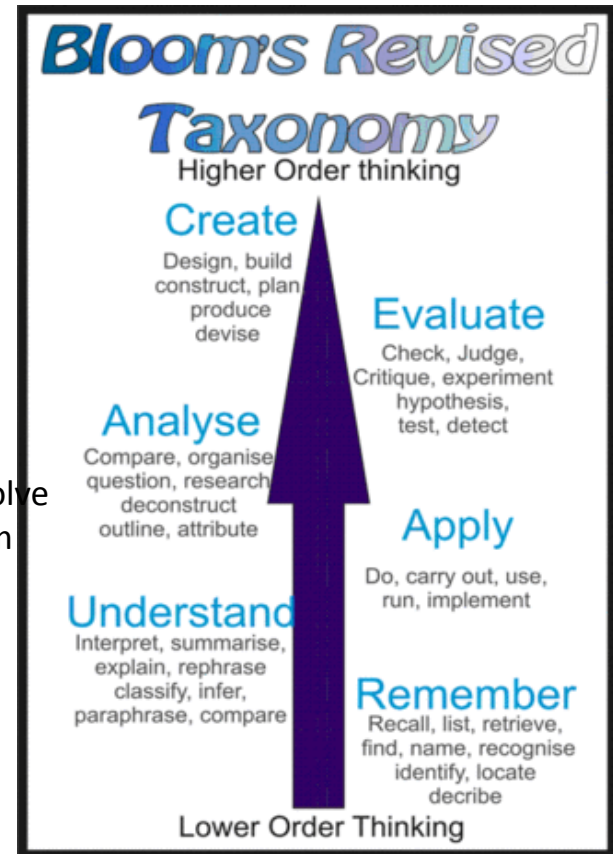 Bloom's Revised
Taxonomy
Higher Order thinking
Create
Design, build
construct, plan
produce
devise
Evaluate
Check, Judge,
Critique, experiment
hypothesis,
test, detect
Analyse
Compare, organise
question, research
deconstruct
outline, attribute
olve
Apply
Do, carry out, use,
run, implement
Understand
Interpret, summarise,
explain, rephrase
classify, infer,
paraphrase, compare
Remember
Recall, list, retrieve,
find, name, recognise
identify, locate
decribe
Lower Order Thinking